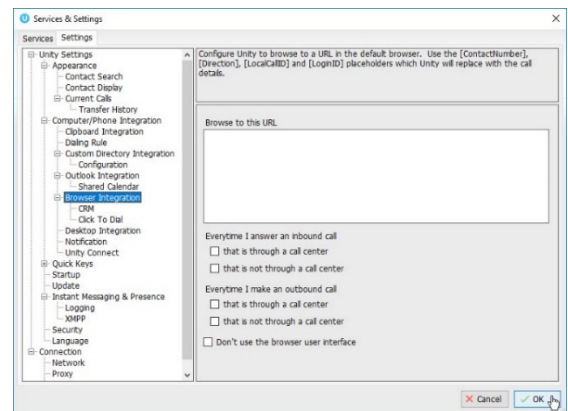 Services & Settings
Services Settings
Unity Settings
Appearance
Contact Search
Contact Display
Current Calls
Transfer History
Computer/Phone Integration
Clipboard Integration
Dialing Rule
Custom Directory Integration
Configuration
Outlook Integration
Shared Calendar
Browser Integration
CRM
Click To Dial
Desktop Integration
Notification
Unity Connect
Quick Keys
Startup
Update
Instant Messaging & Presence
Logging
XMPP
Security
Language
Connection
Network
Proxy
Configure Unity to browse to a URL in the default browser. Use the [ContactNumber],
[Direction], [LocalCallID] and [LoginID] placeholders which Unity will replace with the call
details.
Browse to this URL
Everytime I answer an inbound call
that is through a call center
that is not through a call center
Everytime I make an outbound call
that is through a call center
that is not through a call center
Don't use the browser user interface
Cancel OK